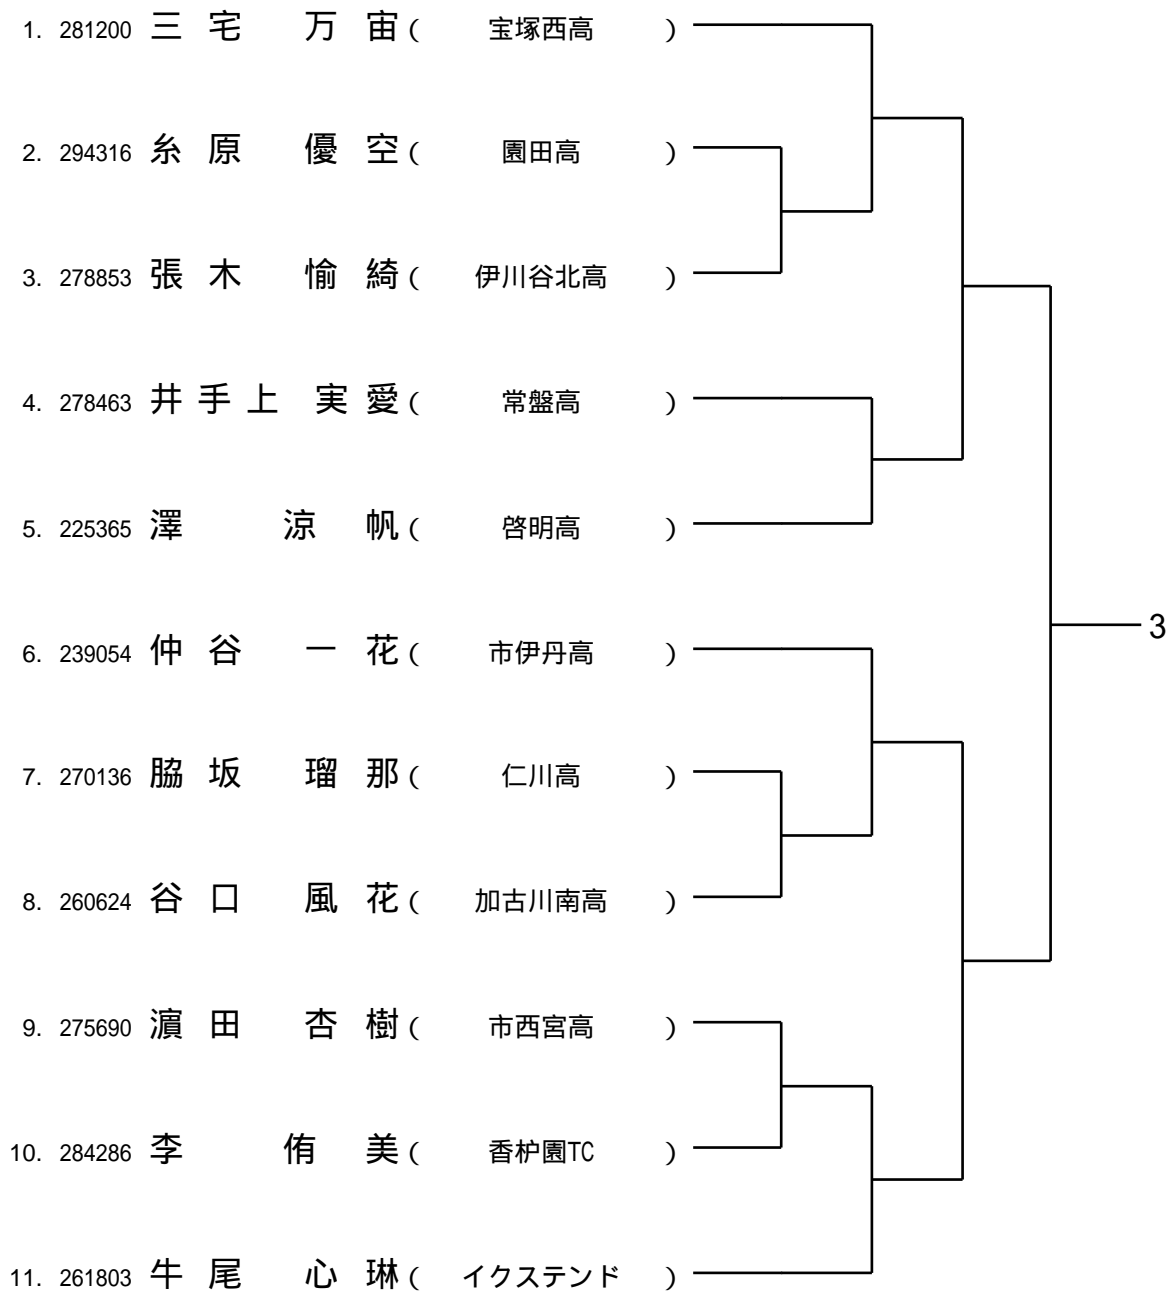 1. 281200 三 宅 万 宙 ( 宝塚西高 )
2. 294316 糸 原 優 空 ( 園田高 )
3. 278853 張 木 愉 綺 ( 伊川谷北高 )
4. 278463 井 手 上 実 愛 ( 常盤高 )
5. 225365 澤 涼 帆 ( 啓明高 )
3
6. 239054 仲 谷 一 花 ( 市伊丹高 )
7. 270136 脇 坂 瑠 那 ( 仁川高 )
8. 260624 谷 口 風 花 ( 加古川南高 )
9. 275690 濵 田 杏 樹 ( 市西宮高 )
10. 284286 李 侑 美 ( 香枦園TC )
11. 261803 牛 尾 心 琳 ( イクステンド )